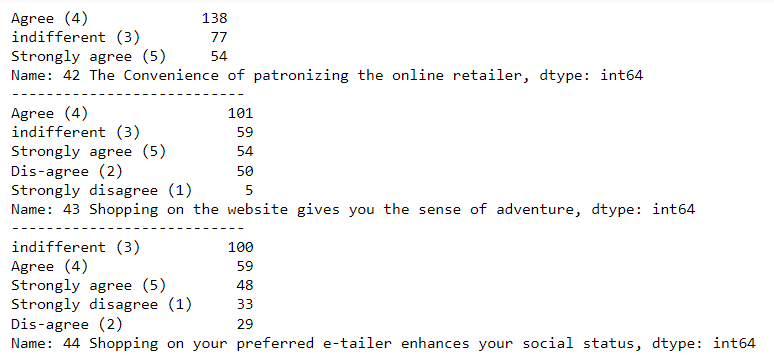 Agree (4) 138
indifferent (3) 77
Strongly agree (5) 54
Name: 42 The Convenience of patronizing the online retailer, dtype: int64
---------------------------
Agree (4) 101
indifferent (3) 59
Strongly agree (5) 54
Dis-agree (2) 50
Strongly disagree (1) 5
Name: 43 Shopping on the website gives you the sense of adventure, dtype: int64
---------------------------
indifferent (3) 100
Agree (4) 59
Strongly agree (5) 48
Strongly disagree (1) 33
Dis-agree (2) 29
Name: 44 Shopping on your preferred e-tailer enhances your social status, dtype: int64